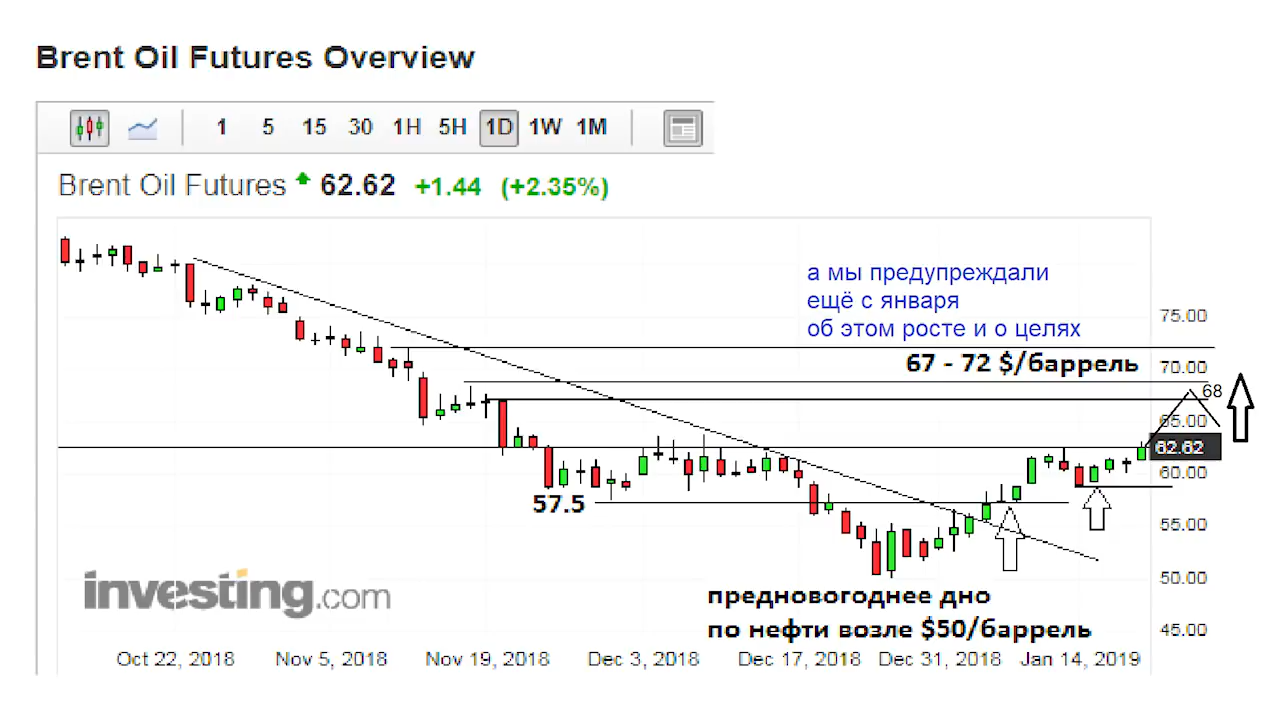 Brent Oil Futures Overview
1 5 15 30 1H 5H 1D 1W 1M
Brent Oil Futures 62.62 +1.44 (+2.35%)
а мы предупреждали
ещё с января
об этом росте и о целях
75.00
67 - 72 $/баррель
70.00
68
65.00
62.62
60.00
57.5
55.00
50.00
investing.com
предновогоднее дно
по нефти возле $50/баррель
45.00
Oct 22, 2018 Nov 5, 2018 Nov 19, 2018 Dec 3, 2018 Dec 17, 2018 Dec 31, 2018 Jan 14, 2019